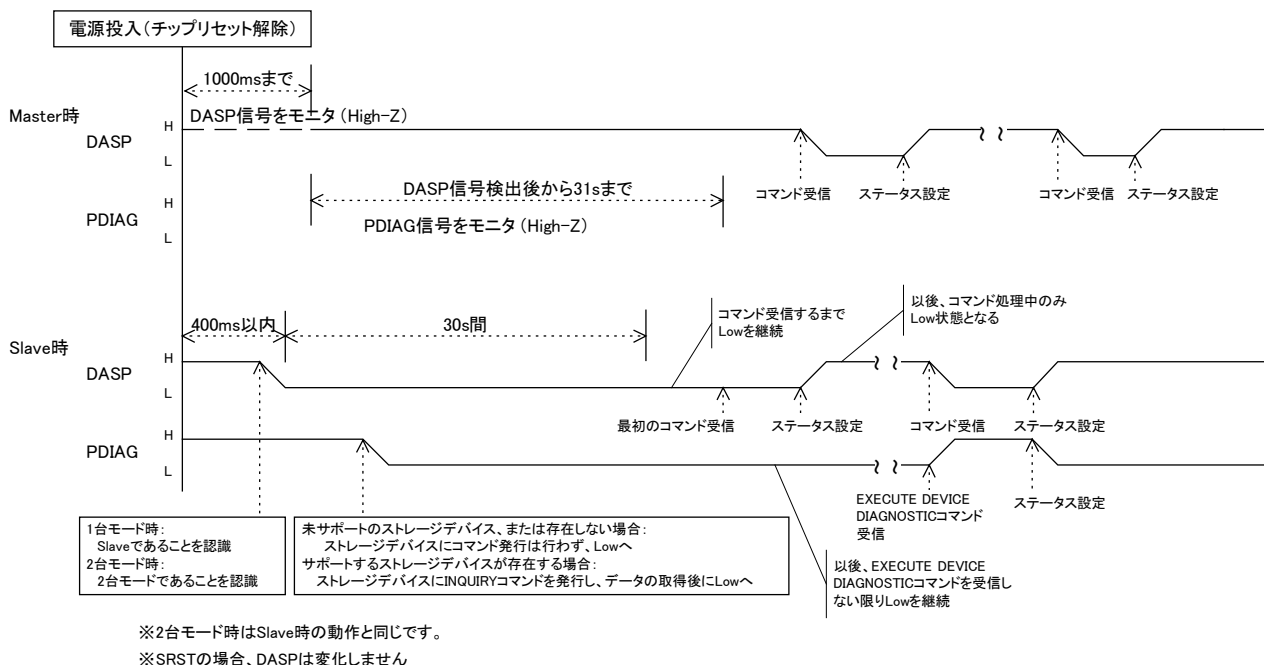 電源投入(チップリセット解除)
1000msまで
Master時
DASP信号をモニタ(High-Z)
DASP
H
L
コマンド受信
ステータス設定
コマンド受信
ステータス設定
DASP信号検出後から31sまで
PDIAG
H
L
PDIAG信号をモニタ(High-Z)
400ms以内
30s間
コマンド受信するまで
Lowを継続
以後、コマンド処理中のみ
Low状態となる
Slave時
DASP
H
L
最初のコマンド受信
ステータス設定
コマンド受信
ステータス設定
PDIAG
H
L
EXECUTE DEVICE
DIAGNOSTICコマンド
受信
ステータス設定
1台モード時:
Slaveであることを認識
2台モード時:
2台モードであることを認識
未サポートのストレージデバイス、または存在しない場合:
ストレージデバイスにコマンド発行は行わず、Lowへ
サポートするストレージデバイスが存在する場合:
ストレージデバイスにINQUIRYコマンドを発行し、データの取得後にLowへ
以後、EXECUTE DEVICE
DIAGNOSTICコマンドを受信し
ない限りLowを継続
※2台モード時はSlave時の動作と同じです。
※SRSTの場合、DASPは変化しません